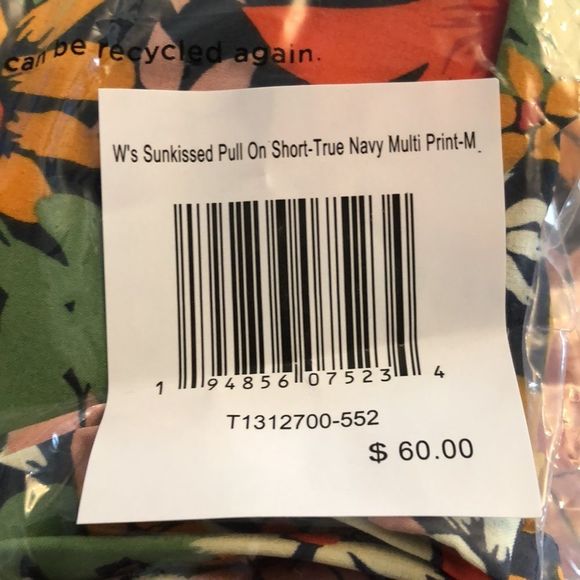 can be recycled again.
W's Sunkissed Pull On Short-True Navy Multi Print-M
1 94856 07523 4
T1312700-552
$ 60.00